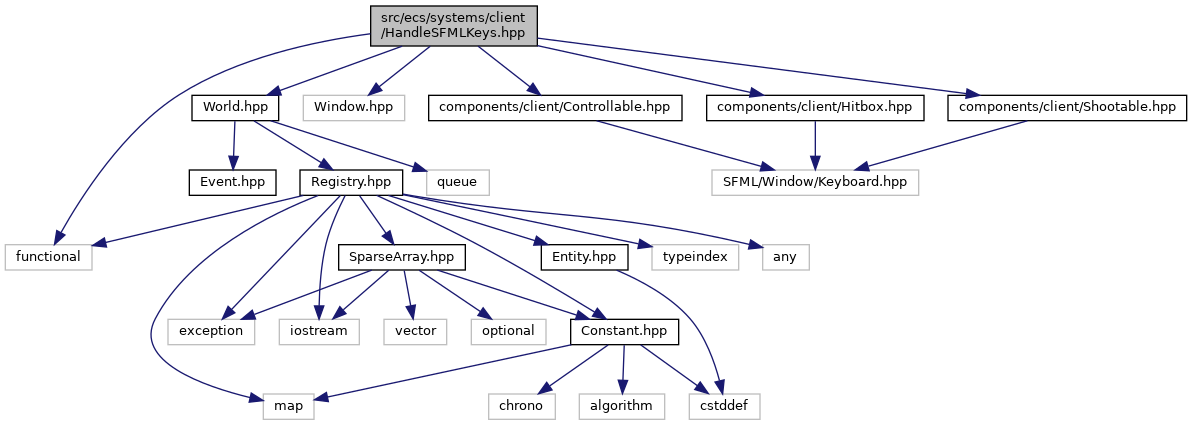 src/ecs/systems/client
/HandleSFMLKeys.hpp
World.hpp
Window.hpp
components/client/Controllable.hpp
components/client/Hitbox.hpp
components/client/Shootable.hpp
Event.hpp
Registry.hpp
queue
SFML/Window/Keyboard.hpp
functional
SparseArray.hpp
Entity.hpp
typeindex
any
exception
iostream
vector
optional
Constant.hpp
map
chrono
algorithm
cstddef